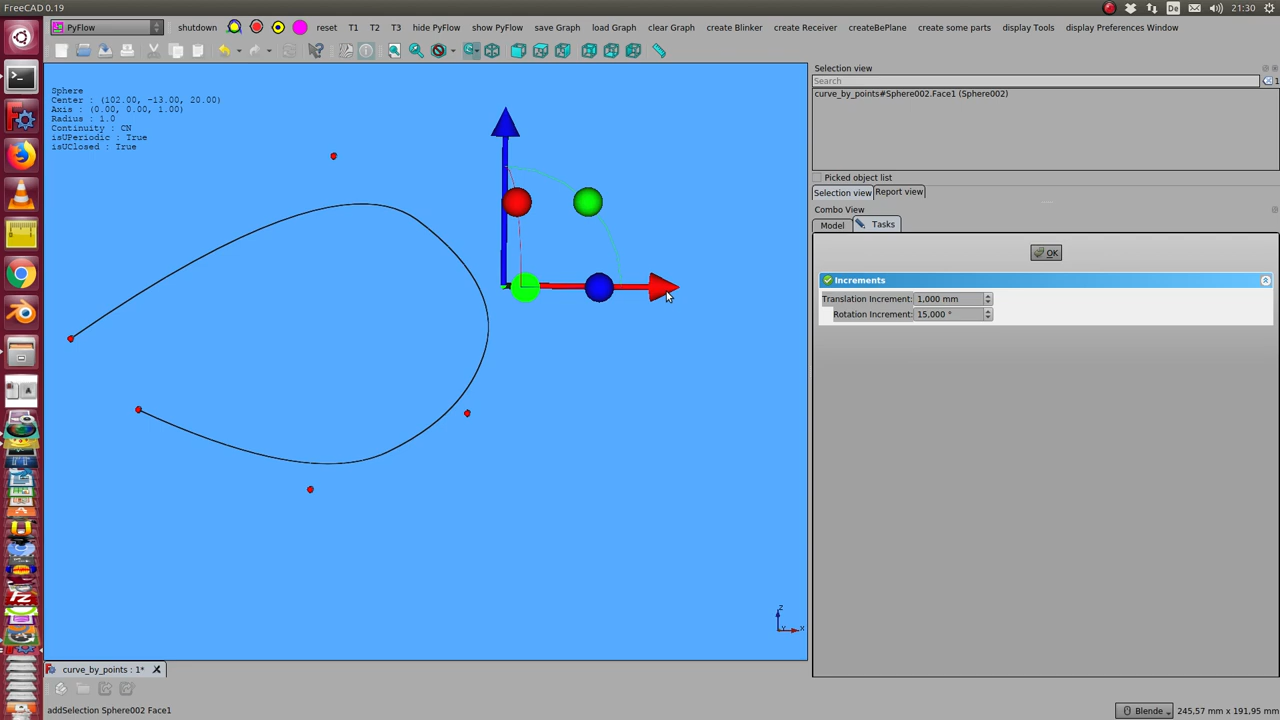 FreeCAD 0.19
De
21:30
PyFlow
shutdown
reset
T1
T2
T3
hide PyFlow
show PyFlow
save Graph
load Graph
clear Graph
create Blinker
create Receiver
createBePlane
create some parts
display Tools
display Preferences Window
Sphere
Center : (102.00, -13.00, 20.00)
Axis : (0.00, 0.00, 1.00)
Radius : 1.0
Continuity : CN
isUPeriodic : True
isUClosed : True
Selection view
Search
1
curve_by_points#Sphere002.Face1 (Sphere002)
Picked object list
Selection view
Report view
Combo View
Model
Tasks
OK
Increments
Translation Increment: 1,000 mm
Rotation Increment: 15.000 °
z
Y
x
curve_by_points : 1*
addSelection Sphere002 Face1
Blende
245,57 mm x 191,95 mm